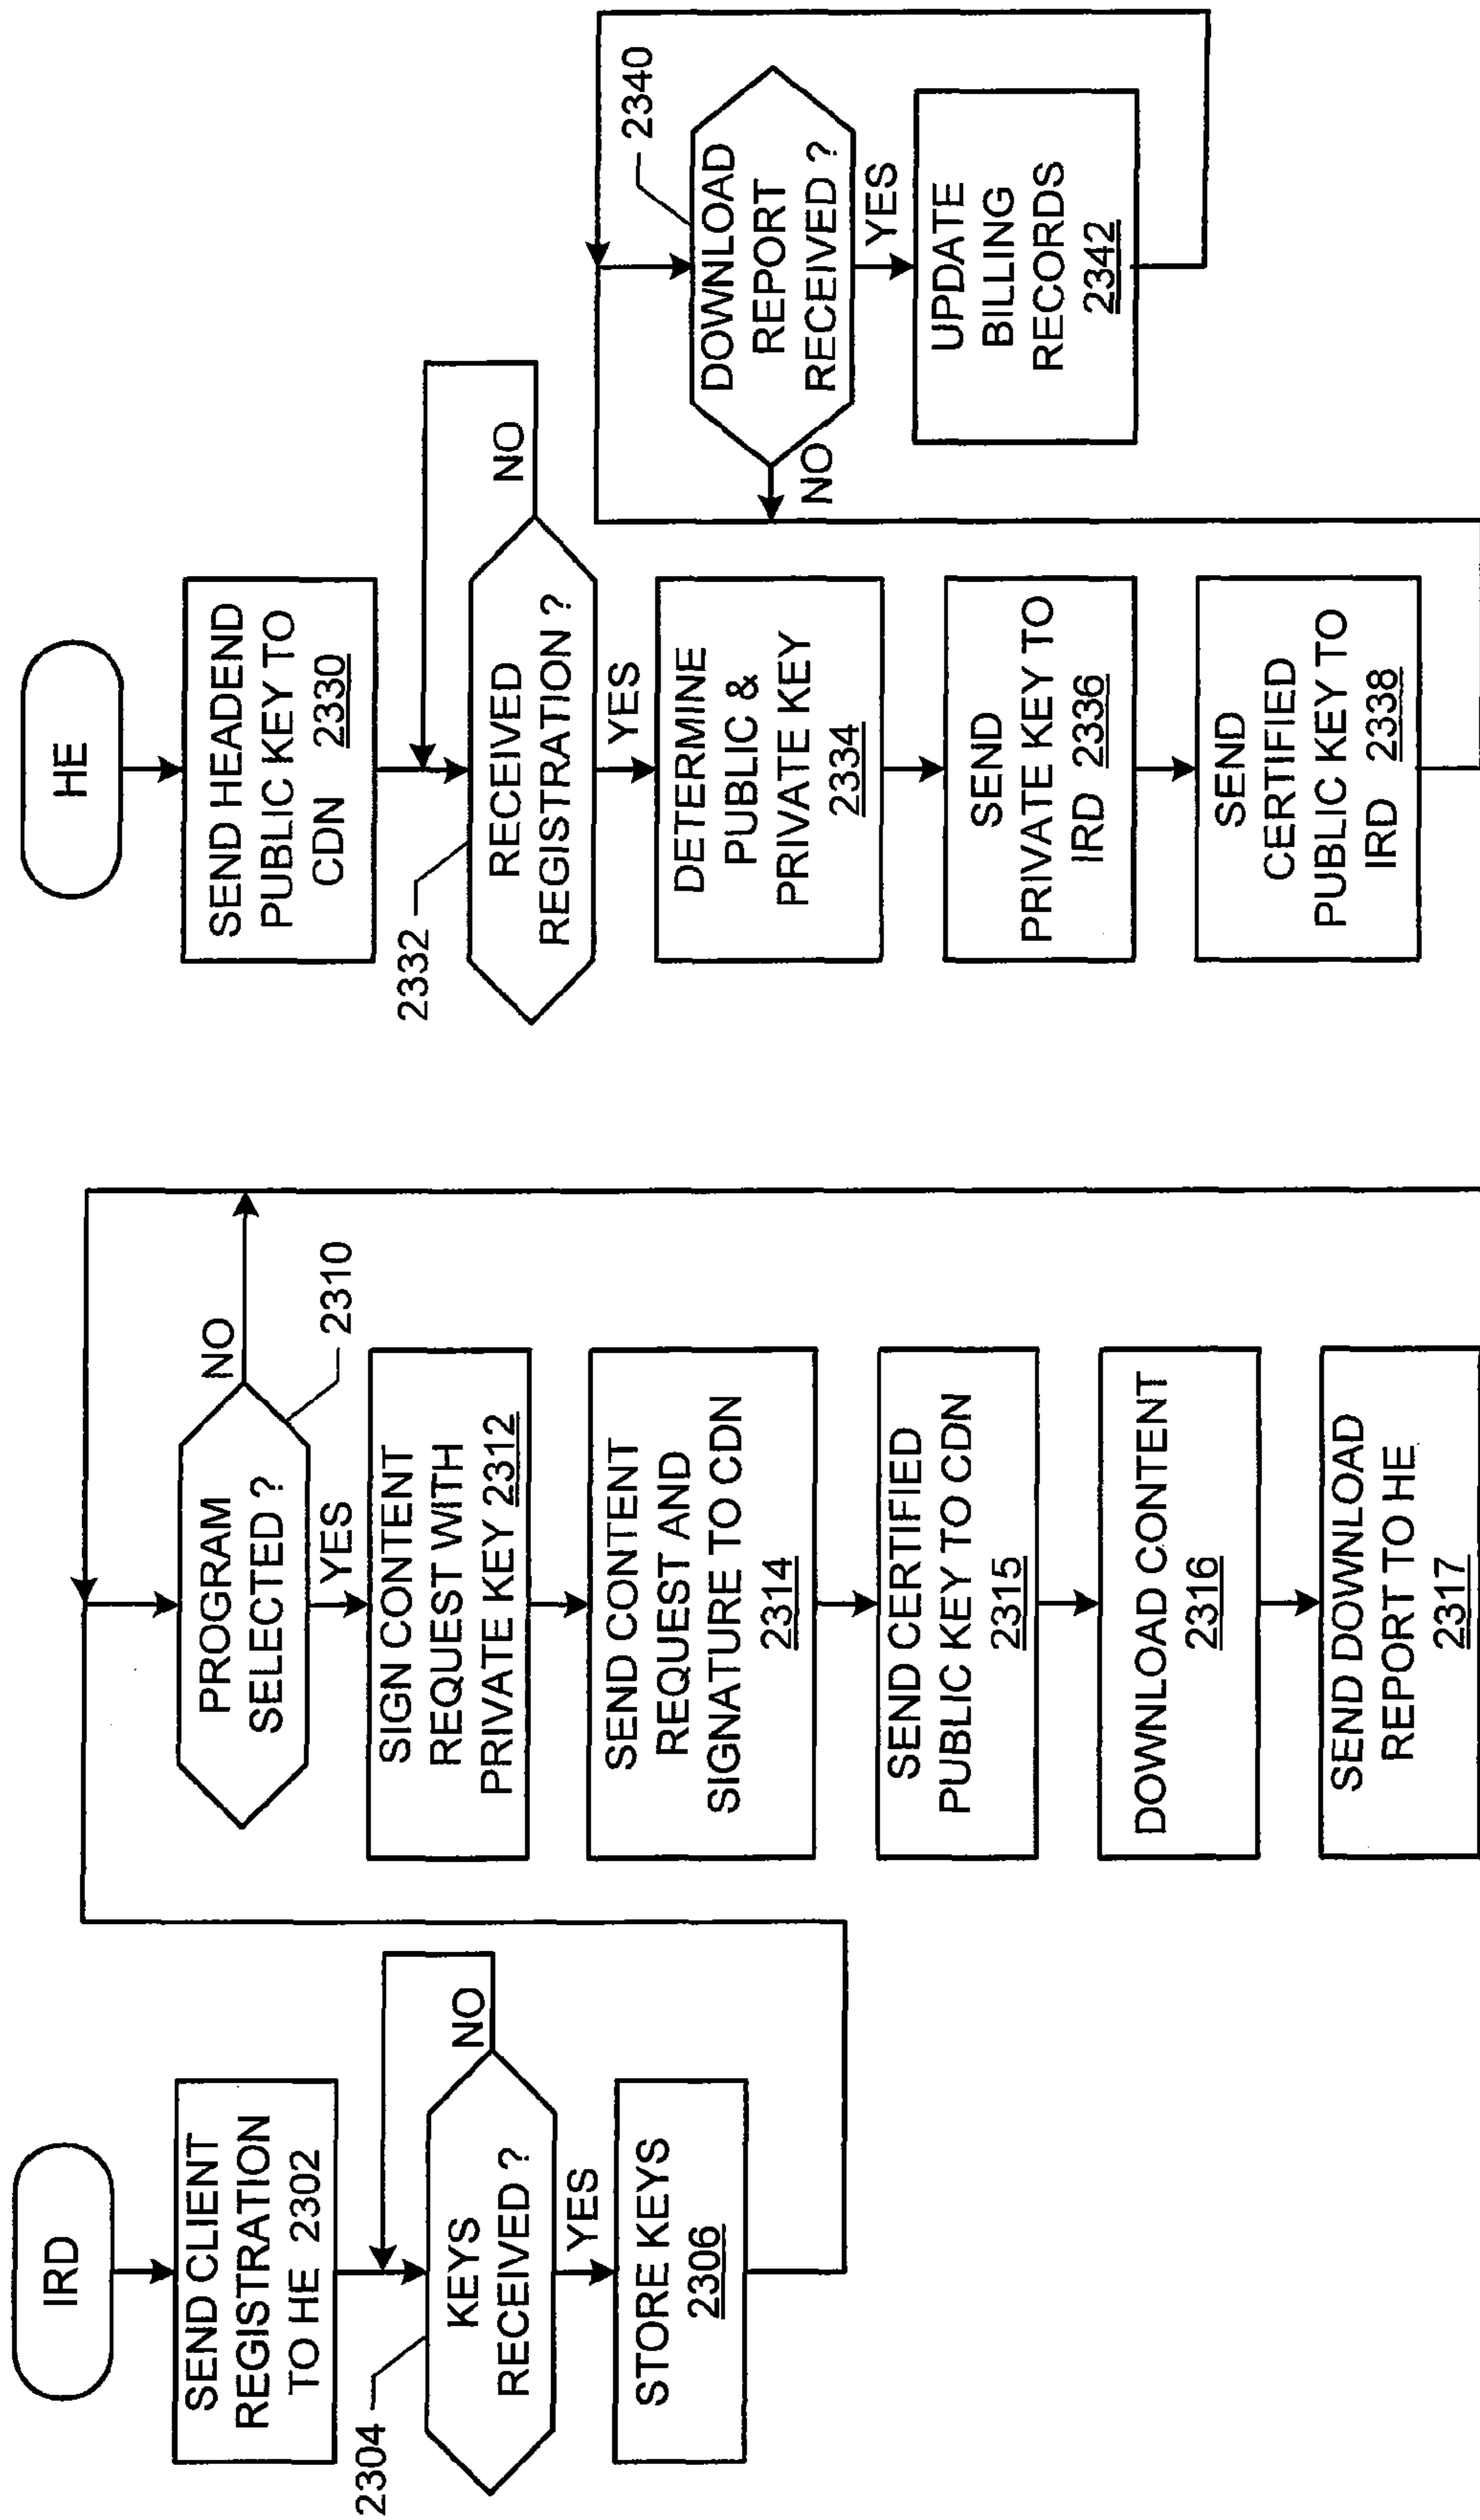 IRD
SEND CLIENT
REGISTRATION
TO HE 2302
2304
KEYS
RECEIVED ?
NO
YES
STORE KEYS
2306
PROGRAM
SELECTED ?
NO
2310
YES
SIGN CONTENT
REQUEST WITH
PRIVATE KEY 2312
SEND CONTENT
REQUEST AND
SIGNATURE TO CDN
2314
SEND CERTIFIED
PUBLIC KEY TO CDN
2315
DOWNLOAD CONTENT
2316
SEND DOWNLOAD
REPORT TO HE
2317
HE
SEND HEADEND
PUBLIC KEY TO
CDN 2330
2332
RECEIVED
REGISTRATION ?
NO
YES
DETERMINE
PUBLIC &
PRIVATE KEY
2334
SEND
PRIVATE KEY TO
IRD 2336
SEND
CERTIFIED
PUBLIC KEY TO
IRD 2338
2340
DOWNLOAD
REPORT
RECEIVED ?
NO
YES
UPDATE
BILLING
RECORDS
2342